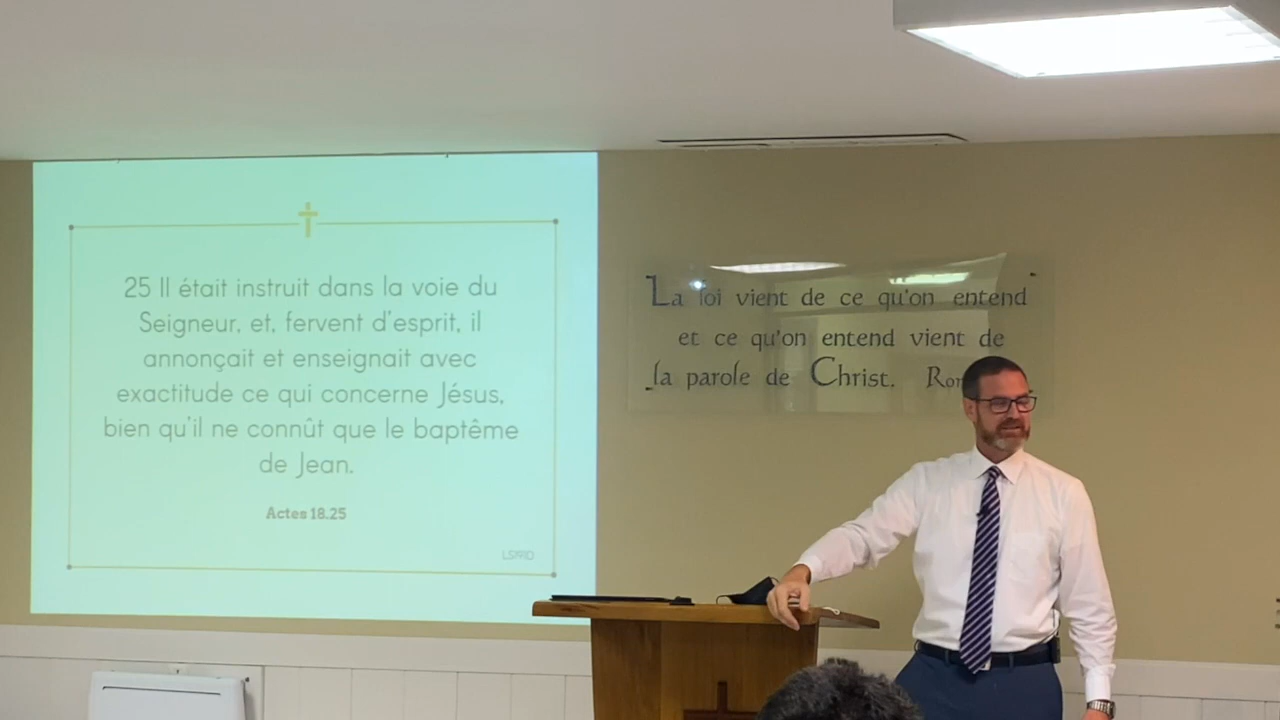 25 Il était instruit dans la voie du
Seigneur, et, fervent d'esprit, il
annonçait et enseignait avec
exactitude ce qui concerne Jésus,
bien qu'il ne connût que le baptême
de Jean.
Actes 18.25
La foi vient de ce qu'on entend
et ce qu'on entend vient de
la parole de Christ.